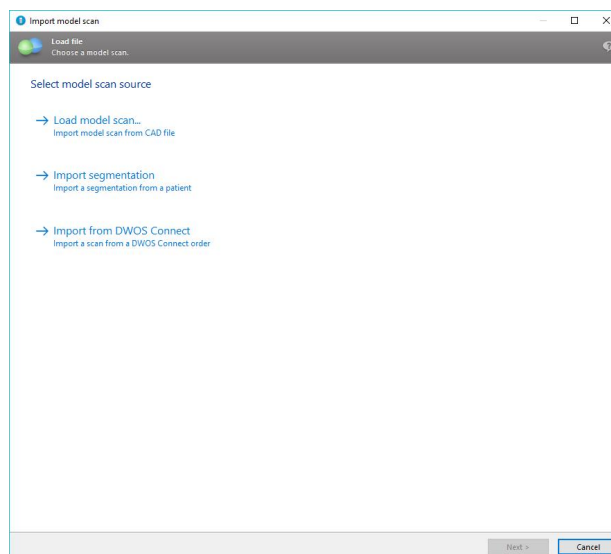 Import model scan
Load file
Choose a model scan.
Select model scan source
Load model scan...
Import model scan from CAD file
Import segmentation
Import a segmentation from a patient
Import from DWOS Connect
Import a scan from a DWOS Connect order
Next >
Cancel